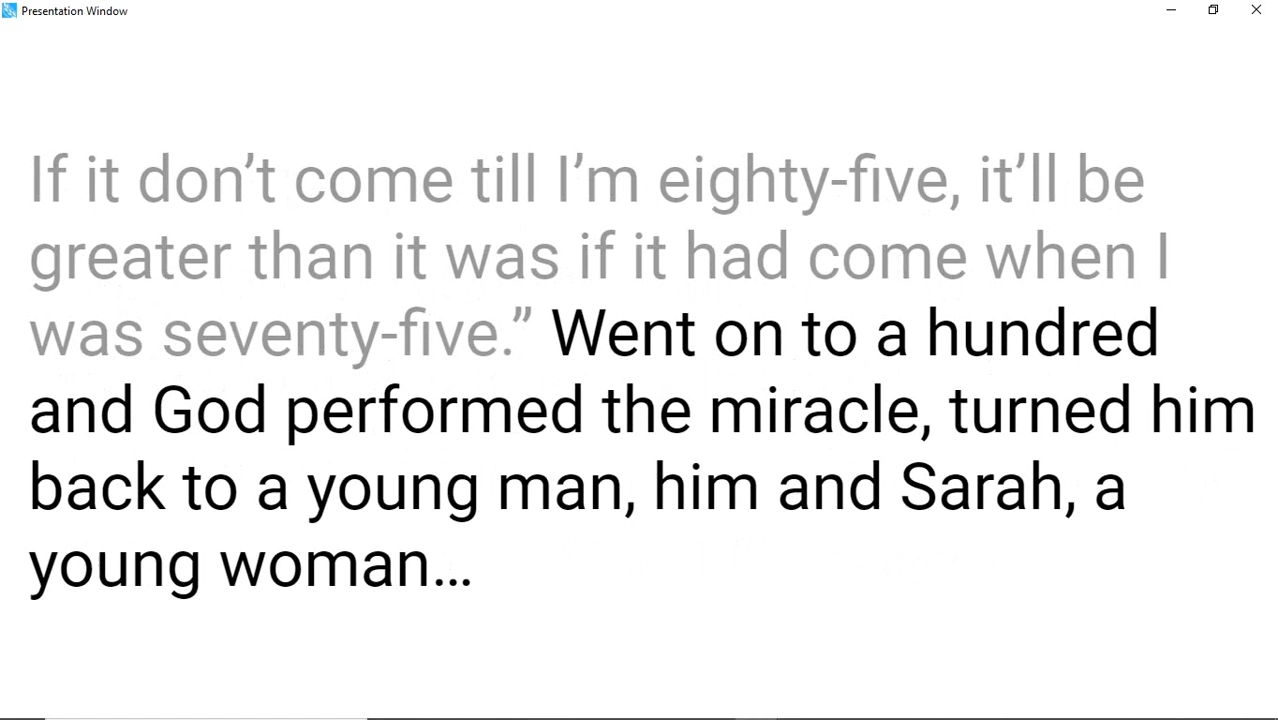 Presentation Window
If it don’t come till I’m eighty-five, it’ll be
greater than it was if it had come when I
was seventy-five.” Went on to a hundred
and God performed the miracle, turned him
back to a young man, him and Sarah, a
young woman…